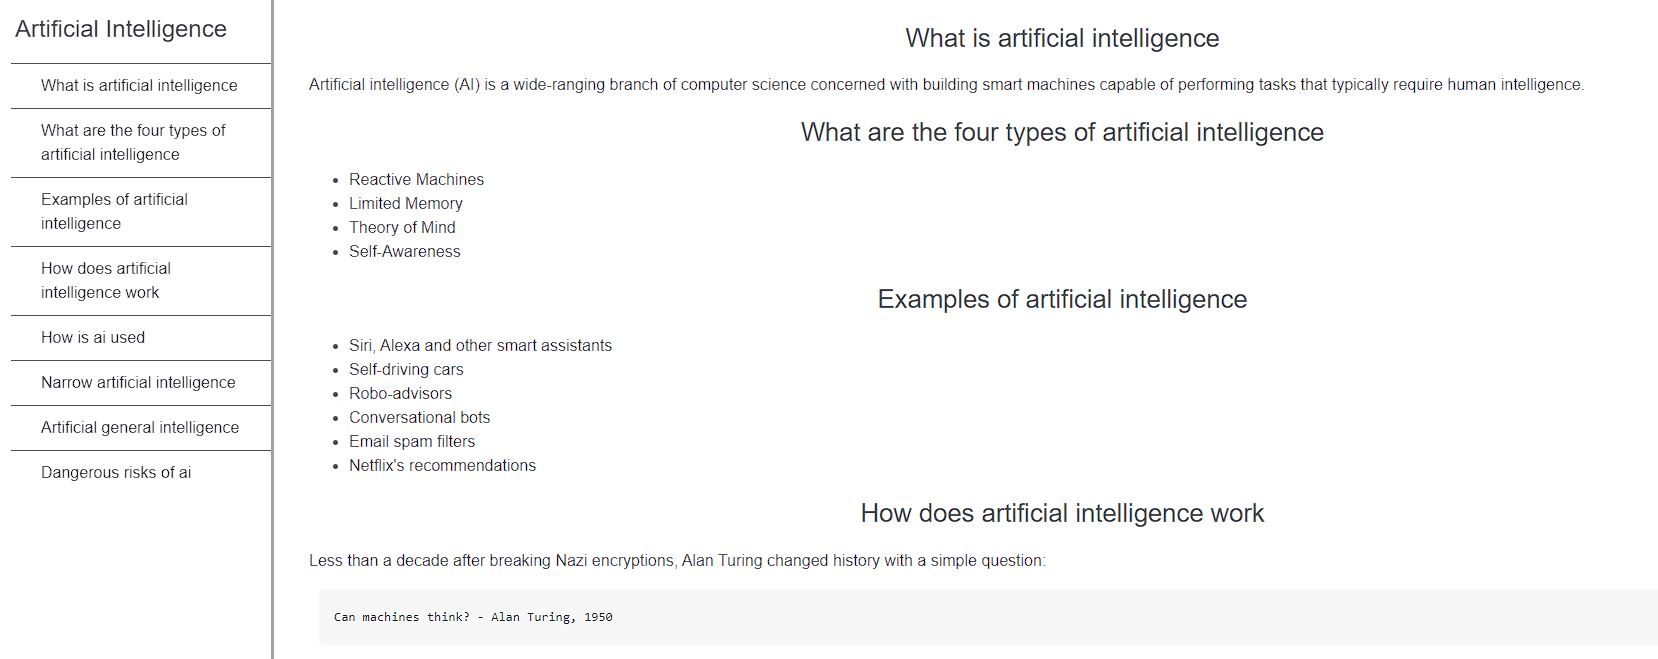 Artificial Intelligence
What is artificial intelligence
What are the four types of
artificial intelligence
Examples of artificial
intelligence
How does artificial
intelligence work
How is ai used
Narrow artificial intelligence
Artificial general intelligence
Dangerous risks of ai
What is artificial intelligence
Artificial intelligence (AI) is a wide-ranging branch of computer science concerned with building smart machines capable of performing tasks that typically require human intelligence.
What are the four types of artificial intelligence
• Reactive Machines
• Limited Memory
• Theory of Mind
• Self-Awareness
Examples of artificial intelligence
• Siri, Alexa and other smart assistants
• Self-driving cars
• Robo-advisors
• Conversational bots
• Email spam filters
• Netflix's recommendations
How does artificial intelligence work
Less than a decade after breaking Nazi encryptions, Alan Turing changed history with a simple question:
Can machines think? - Alan Turing, 1950